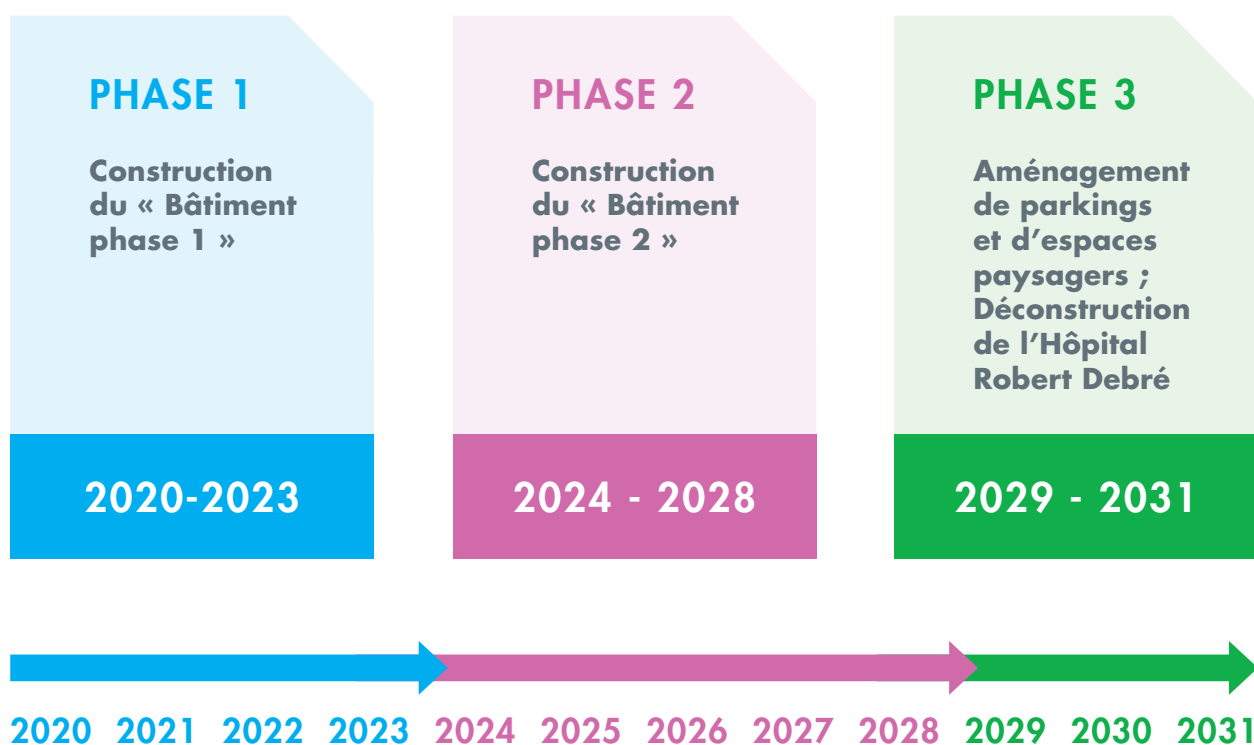 PHASE 1
Construction
du « Bâtiment
phase 1 »
2020-2023
PHASE 2
Construction
du « Bâtiment
phase 2 »
2024 - 2028
PHASE 3
Aménagement
de parkings
et d’espaces
paysagers ;
Déconstruction
de l’Hôpital
Robert Debré
2029 - 2031
2020 2021 2022 2023 2024 2025 2026 2027 2028 2029 2030 2031